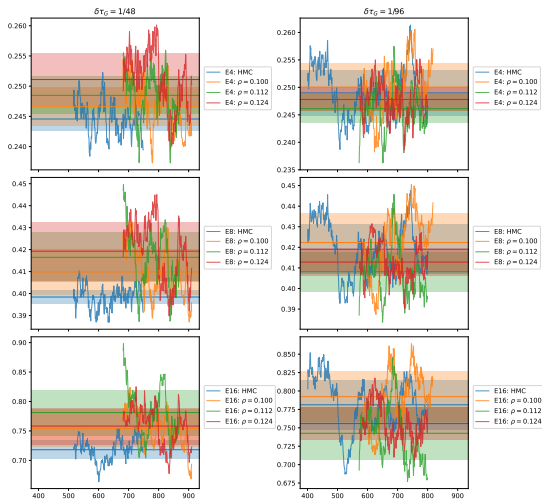 δτ_G = 1/48
0.260
0.255
0.250
0.245
0.240
E4: HMC
E4: ρ = 0.100
E4: ρ = 0.112
E4: ρ = 0.124
δτ_G = 1/96
0.260
0.255
0.250
0.245
0.240
0.235
E4: HMC
E4: ρ = 0.100
E4: ρ = 0.112
E4: ρ = 0.124
0.45
0.44
0.43
0.42
0.41
0.40
0.39
E8: HMC
E8: ρ = 0.100
E8: ρ = 0.112
E8: ρ = 0.124
0.45
0.44
0.43
0.42
0.41
0.40
0.39
E8: HMC
E8: ρ = 0.100
E8: ρ = 0.112
E8: ρ = 0.124
0.90
0.85
0.80
0.75
0.70
E16: HMC
E16: ρ = 0.100
E16: ρ = 0.112
E16: ρ = 0.124
400 500 600 700 800 900
0.850
0.825
0.800
0.775
0.750
0.725
0.700
0.675
E16: HMC
E16: ρ = 0.100
E16: ρ = 0.112
E16: ρ = 0.124
400 500 600 700 800 900